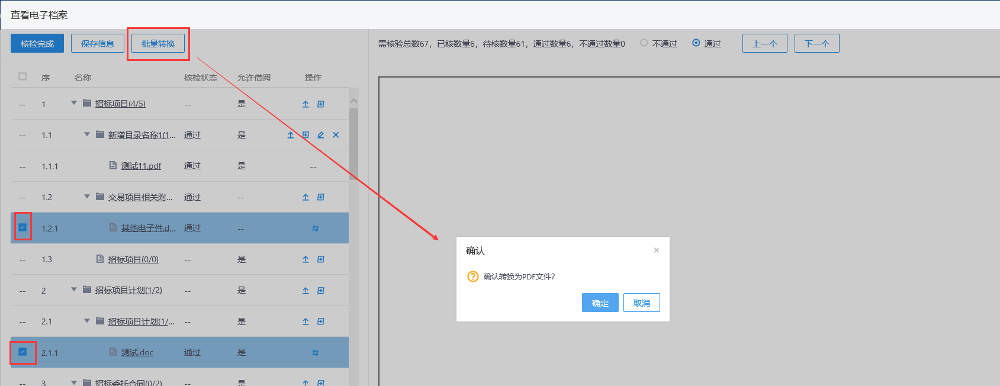 查看电子档案
核检完成 保存信息 批量转换 需核验总数67，已核数量6，待核数量61，通过数量6，不通过数量0 不通过 通过 上一个 下一个
序 名称 核检状态 允许借阅 操作
-- 1 招标项目(4/5) -- 是
-- 1.1 新增目录名称1(1... 通过 是
-- 1.1.1 测试11.pdf 通过 是 --
-- 1.2 交易项目相关附... 通过 --
1.2.1 其他电子件.d... 通过 --
-- 1.3 招标项目(0/0) -- 是
-- 2 招标项目计划(1/2) -- 是
-- 2.1 招标项目计划(1/... -- 是
2.1.1 测试.doc 通过 是
-- 3 招标委托合同(0/2) -- 是
确认
确认转换为PDF文件?
确定 取消